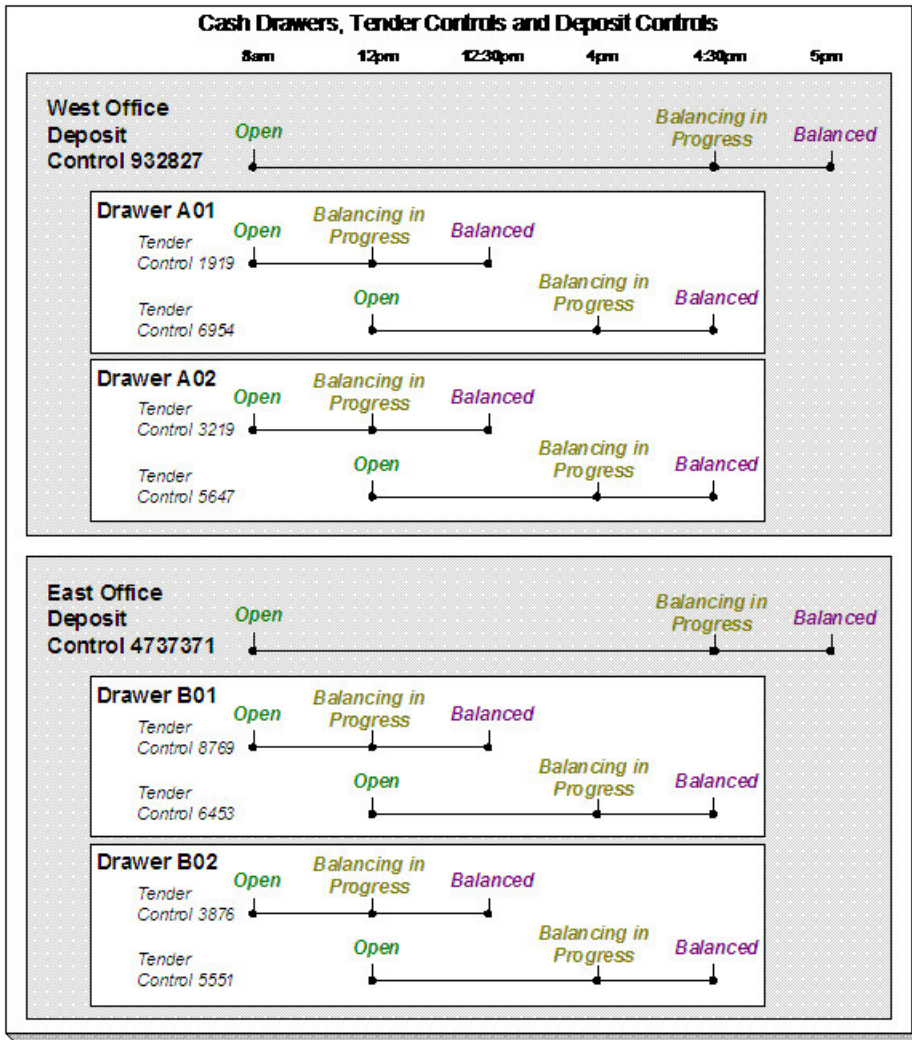 Cash Drawers, Tender Controls and Deposit Controls
8am 12pm 12:30pm 4pm 4:30pm 5pm
West Office
Deposit
Control 932827
Open
Balancing in
Progress
Balanced
Drawer A01
Tender
Control 1919
Open
Balancing in
Progress
Balanced
Tender
Control 6954
Open
Balancing in
Progress
Balanced
Drawer A02
Tender
Control 3219
Open
Balancing in
Progress
Balanced
Tender
Control 5647
Open
Balancing in
Progress
Balanced
East Office
Deposit
Control 4737371
Open
Balancing in
Progress
Balanced
Drawer B01
Tender
Control 8769
Open
Balancing in
Progress
Balanced
Tender
Control 6453
Open
Balancing in
Progress
Balanced
Drawer B02
Tender
Control 3876
Open
Balancing in
Progress
Balanced
Tender
Control 5551
Open
Balancing in
Progress
Balanced